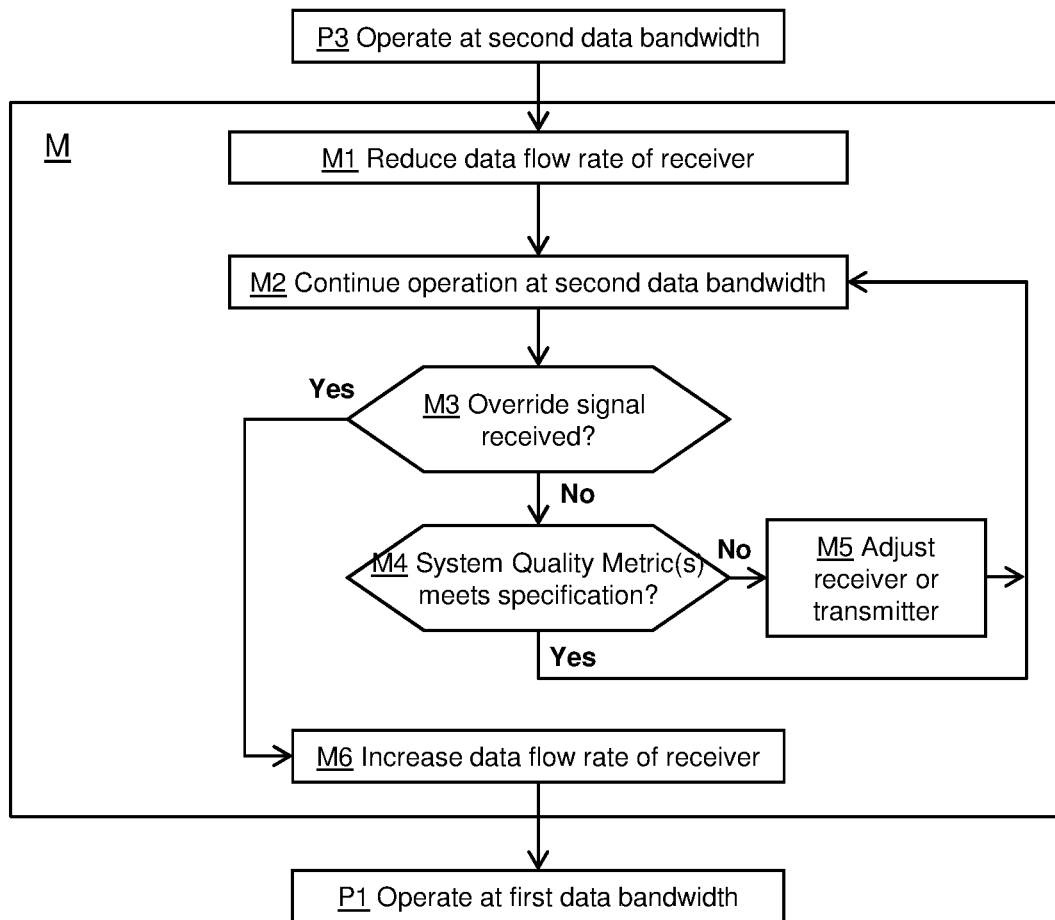 P3 Operate at second data bandwidth
M
M1 Reduce data flow rate of receiver
M2 Continue operation at second data bandwidth
Yes
M3 Override signal
received?
No
M4 System Quality Metric(s)
meets specification?
No
M5 Adjust
receiver or
transmitter
Yes
M6 Increase data flow rate of receiver
P1 Operate at first data bandwidth